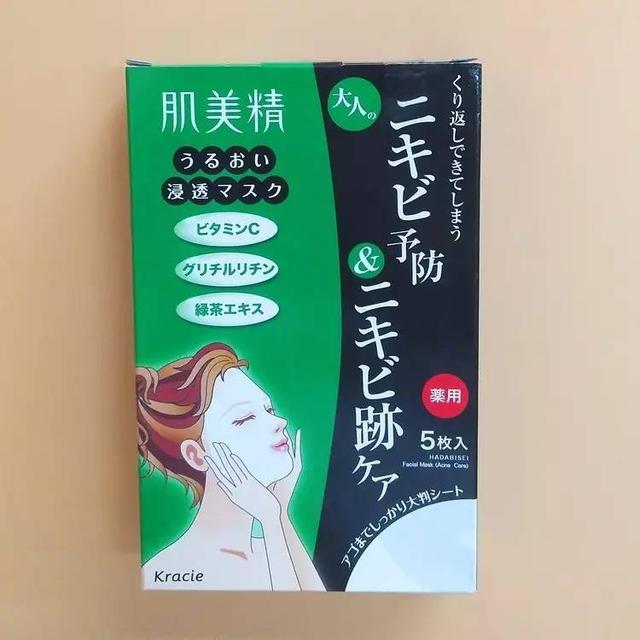 肌美精
うるおい
浸透マスク
ビタミンC
グリチルリチン
緑茶エキス
くり返しできてしまう
大人の
ニキビ予防
&
ニキビ跡ケア
薬用
5枚入
HADABISEI
Facial Mask (Acne Care)
アゴまでしっかり大判シート
Kracie